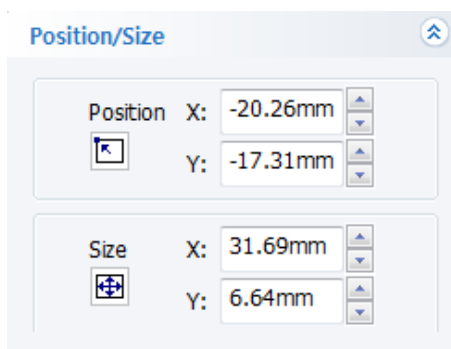 Position/Size
Position X: -20.26mm
Y: -17.31mm
Size X: 31.69mm
Y: 6.64mm